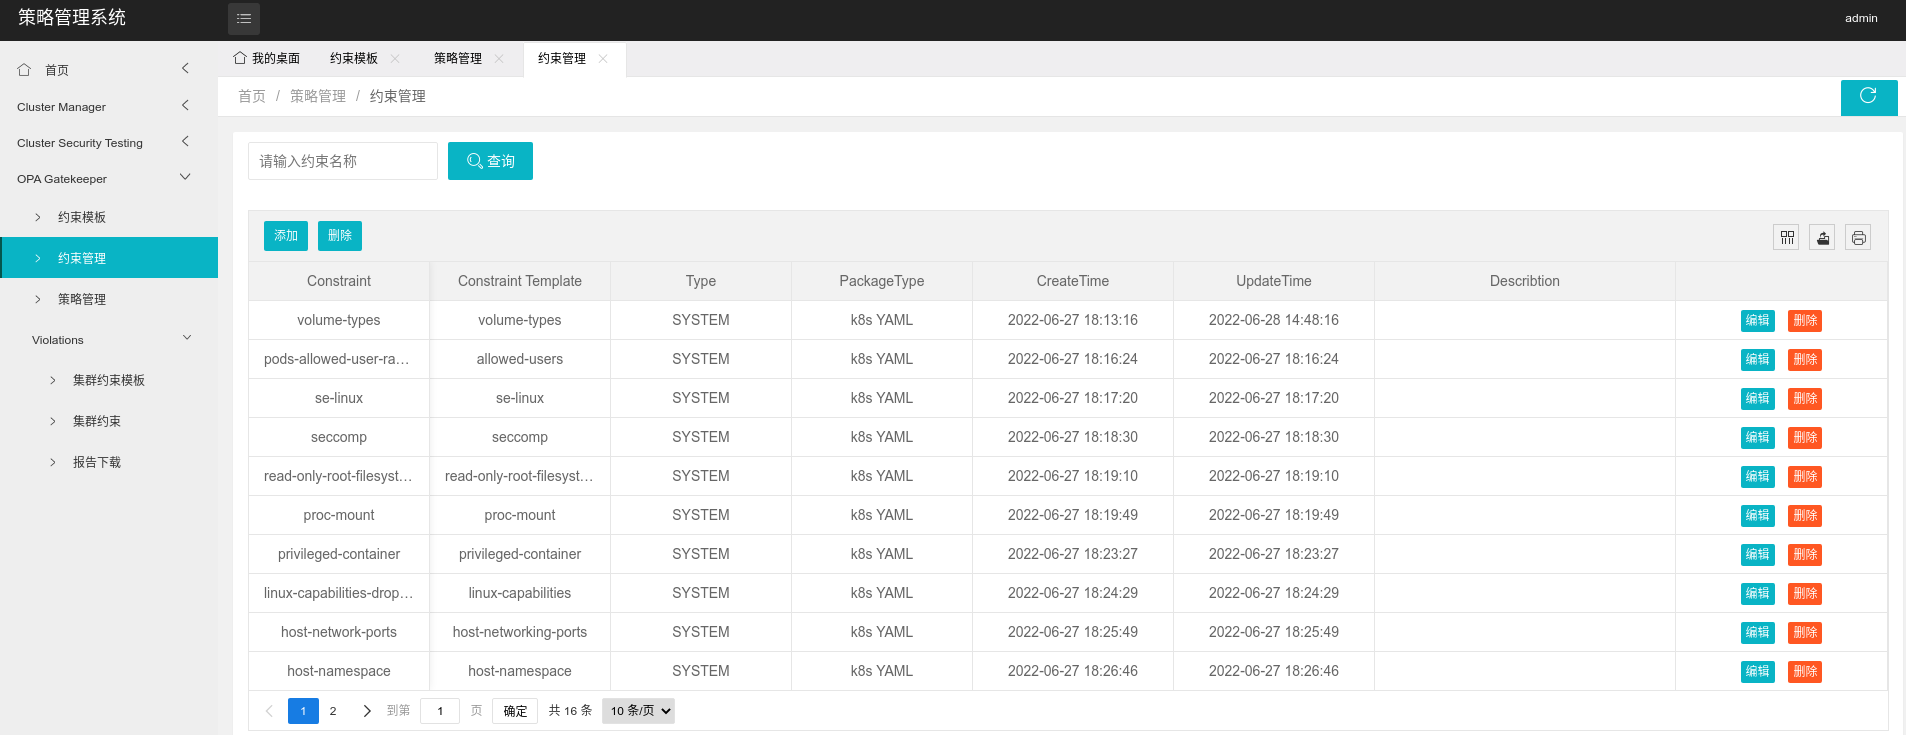 策略管理系统
admin
首页
Cluster Manager
Cluster Security Testing
OPA Gatekeeper
约束模板
约束管理
策略管理
Violations
集群约束模板
集群约束
报告下载
我的桌面 约束模板 策略管理 约束管理
首页 / 策略管理 / 约束管理
请输入约束名称 查询
添加 删除
Constraint Constraint Template Type PackageType CreateTime UpdateTime Describtion
volume-types volume-types SYSTEM k8s YAML 2022-06-27 18:13:16 2022-06-28 14:48:16 编辑 删除
pods-allowed-user-ra… allowed-users SYSTEM k8s YAML 2022-06-27 18:16:24 2022-06-27 18:16:24 编辑 删除
se-linux se-linux SYSTEM k8s YAML 2022-06-27 18:17:20 2022-06-27 18:17:20 编辑 删除
seccomp seccomp SYSTEM k8s YAML 2022-06-27 18:18:30 2022-06-27 18:18:30 编辑 删除
read-only-root-filesyst… read-only-root-filesyst… SYSTEM k8s YAML 2022-06-27 18:19:10 2022-06-27 18:19:10 编辑 删除
proc-mount proc-mount SYSTEM k8s YAML 2022-06-27 18:19:49 2022-06-27 18:19:49 编辑 删除
privileged-container privileged-container SYSTEM k8s YAML 2022-06-27 18:23:27 2022-06-27 18:23:27 编辑 删除
linux-capabilities-drop… linux-capabilities SYSTEM k8s YAML 2022-06-27 18:24:29 2022-06-27 18:24:29 编辑 删除
host-network-ports host-networking-ports SYSTEM k8s YAML 2022-06-27 18:25:49 2022-06-27 18:25:49 编辑 删除
host-namespace host-namespace SYSTEM k8s YAML 2022-06-27 18:26:46 2022-06-27 18:26:46 编辑 删除
1 2 到第 1 页 确定 共 16 条 10 条/页